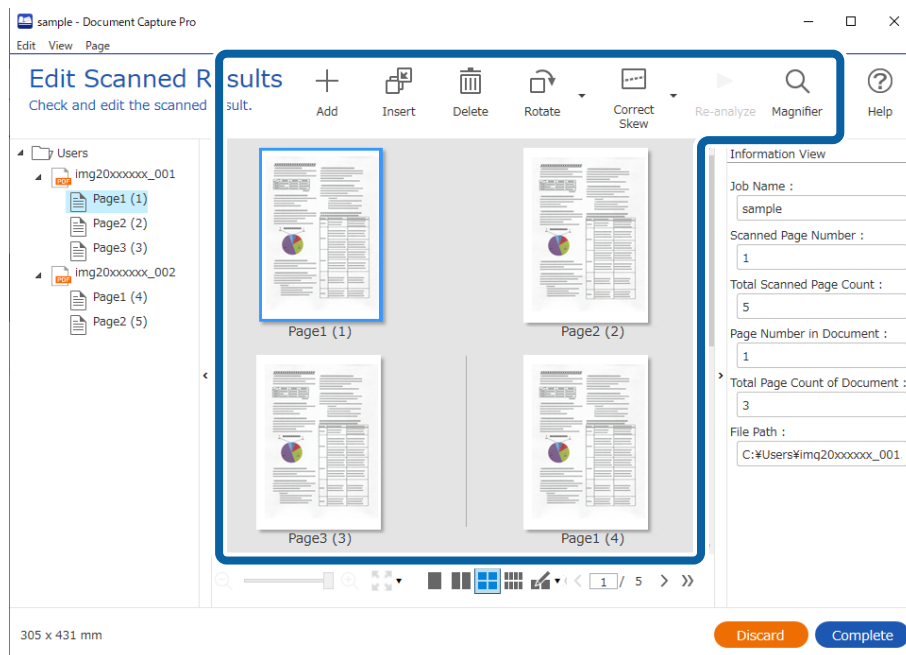 sample - Document Capture Pro
Edit View Page
Edit Scanned R sults
Check and edit the scanned sult.
Add
Insert
Delete
Rotate
Correct
Skew
Re-analyze
Magnifier
Help
Users
img20xxxxxx_001
PDF
Page1 (1)
Page2 (2)
Page3 (3)
img20xxxxxx_002
PDF
Page1 (4)
Page2 (5)
Page1 (1)
Page2 (2)
Page3 (3)
Page1 (4)
Information View
Job Name :
sample
Scanned Page Number :
1
Total Scanned Page Count :
5
Page Number in Document :
1
Total Page Count of Document :
3
File Path :
C:¥Users¥img20xxxxxx_001
1 / 5
305 x 431 mm
Discard
Complete